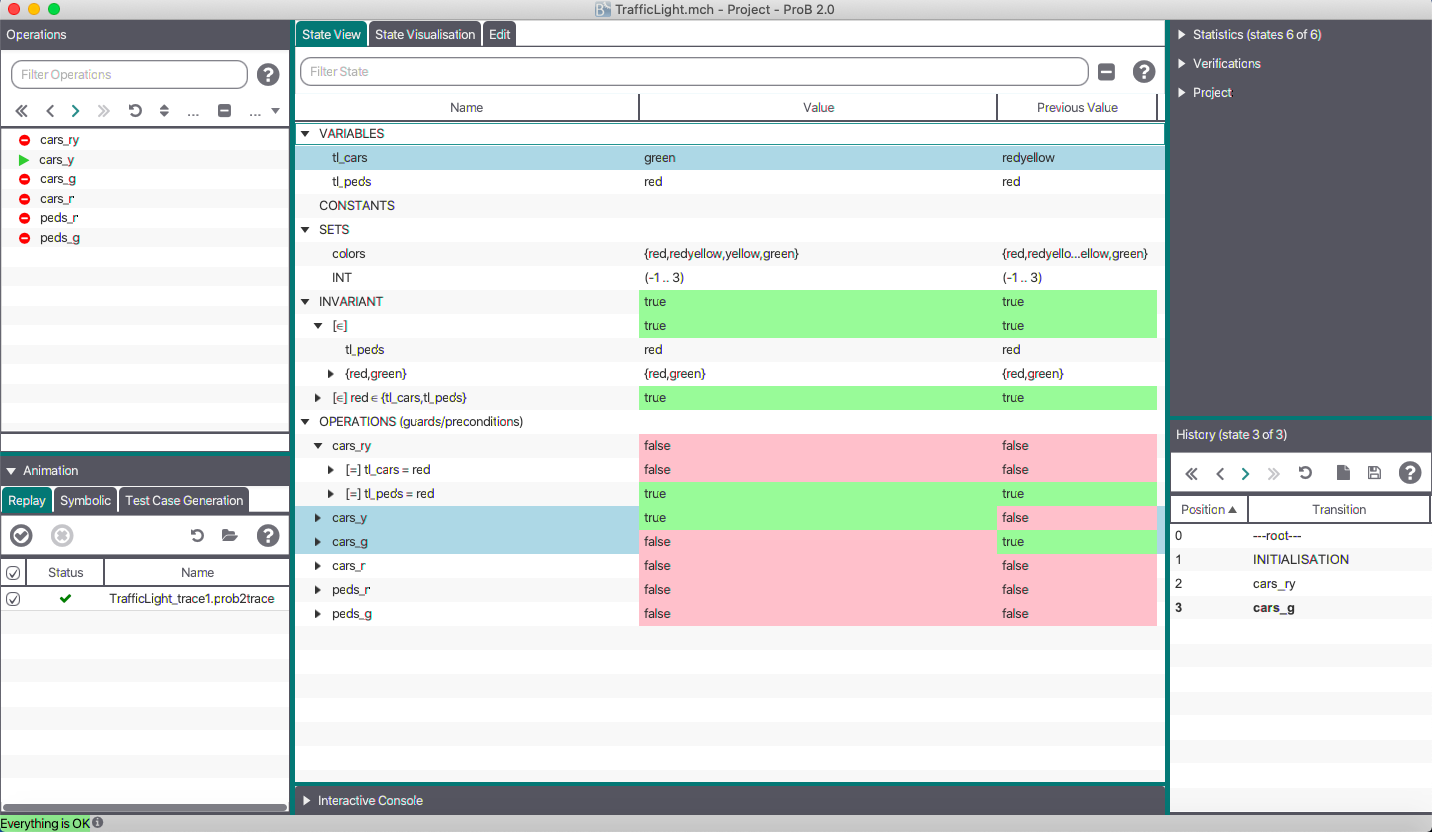 TrafficLight.mch - Project - ProB 2.0
Operations
Filter Operations
?
... ...
cars_ry
cars_y
cars_g
cars_r
peds_r
peds_g
Animation
Replay Symbolic Test Case Generation
?
Status Name
TrafficLight_trace1.prob2trace
State View State Visualisation Edit
Filter State
?
Name Value Previous Value
VARIABLES
tl_cars green redyellow
tl_peds red red
CONSTANTS
SETS
colors {red,redyellow,yellow,green} {red,redyello...ellow,green}
INT (-1 .. 3) (-1 .. 3)
INVARIANT true true
[∈] true true
tl_peds red red
{red,green} {red,green} {red,green}
[∈] red ∈ {tl_cars,tl_peds} true true
OPERATIONS (guards/preconditions)
cars_ry false false
[=] tl_cars = red false false
[=] tl_peds = red true true
cars_y true false
cars_g false true
cars_r false false
peds_r false false
peds_g false false
Interactive Console
Statistics (states 6 of 6)
Verifications
Project
History (state 3 of 3)
?
Position Transition
0 ---root---
1 INITIALISATION
2 cars_ry
3 cars_g
Everything is OK